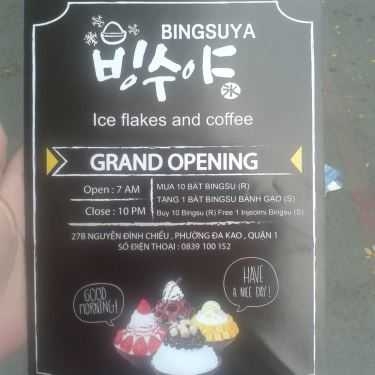 BINGSUYA
빙수야
氷
Ice flakes and coffee
GRAND OPENING
Open : 7 AM
MUA 10 BÁT BINGSU (R)
TẶNG 1 BÁT BINGSU BÁNH GẠO (S)
Close : 10 PM
Buy 10 Bingsu (R) Free 1 Injeolmi Bingsu (S)
27B NGUYỄN ĐÌNH CHIỂU , PHƯỜNG ĐA KAO , QUẬN 1
SỐ ĐIỆN THOẠI : 0839 100 152
GOOD MORNING!
HAVE A NICE DAY!